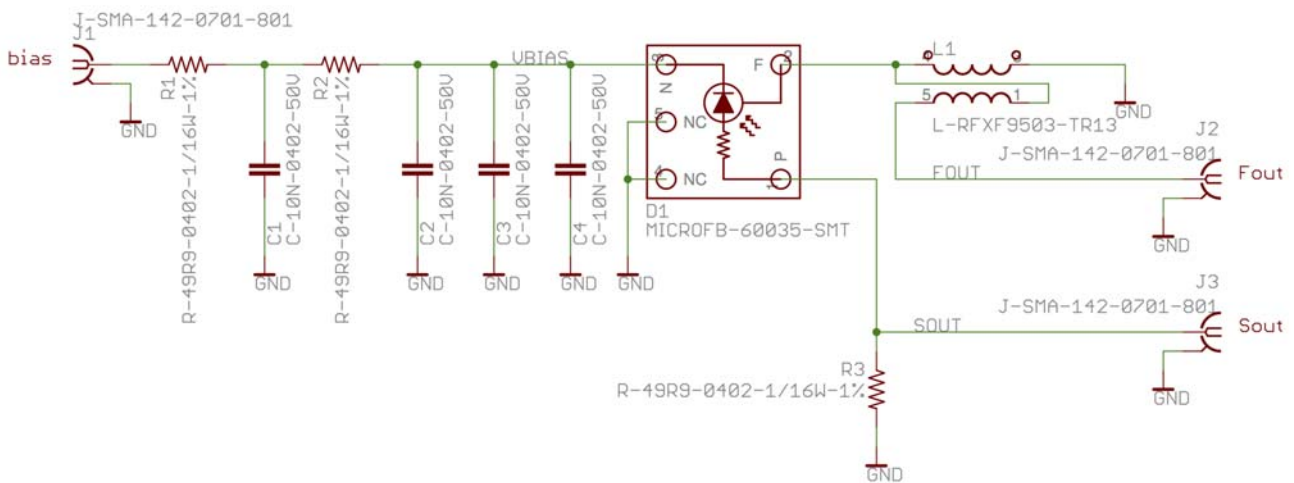 J-SMA-142-0701-801
J1
bias
R1
R-49R9-0402-1/16W-1%
GND
C1
C-10N-0402-50V
GND
R2
R-49R9-0402-1/16W-1%
VBIAS
C2
C-10N-0402-50V
GND
C3
C-10N-0402-50V
GND
C4
C-10N-0402-50V
GND
GND
N
F
2
5
NC
4
NC
P
1
D1
MICROFB-60035-SMT
L1
5
1
L-RFXF9503-TR13
GND
J2
J-SMA-142-0701-801
FOUT
Fout
GND
J3
J-SMA-142-0701-801
SOUT
Sout
GND
R3
R-49R9-0402-1/16W-1%
GND